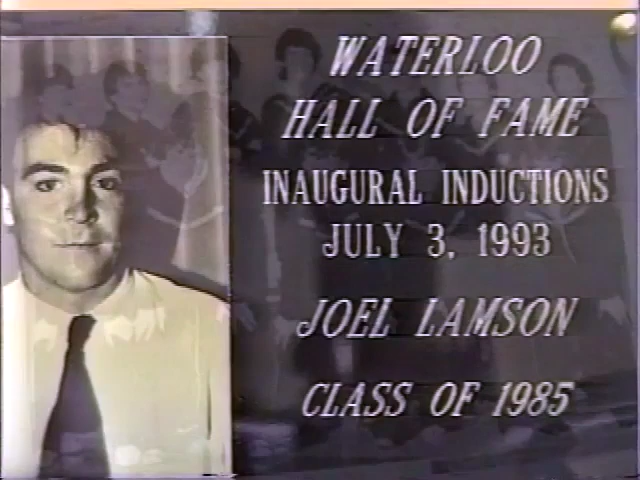 WATERLOO
HALL OF FAME
INAUGURAL INDUCTIONS
JULY 3, 1993
JOEL LAMSON
CLASS OF 1985